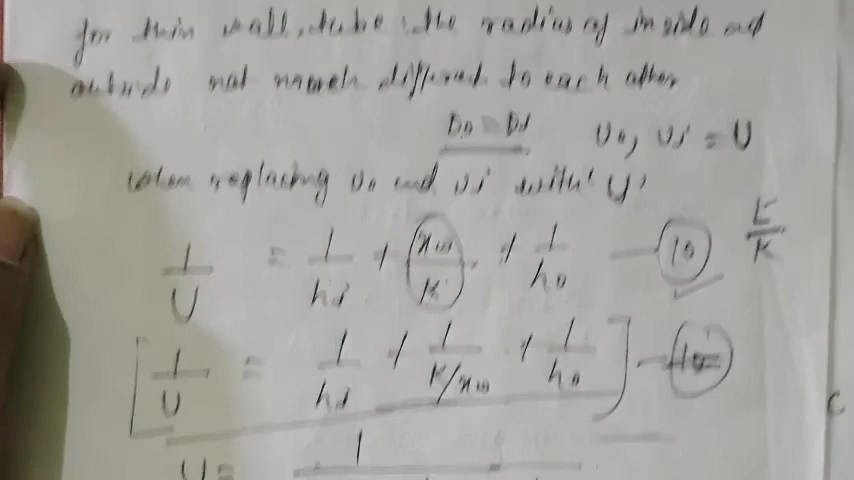 for thin wall, tube the radius of inside and
outside not much differed to each other
Do = Di   Uo, Ui = U
when replacing Uo and Ui with 'U'
1/U = 1/hi + xw/K + 1/ho — 10   L/K
[1/U = 1/hi + 1/K/xw + 1/ho] —
U = 1